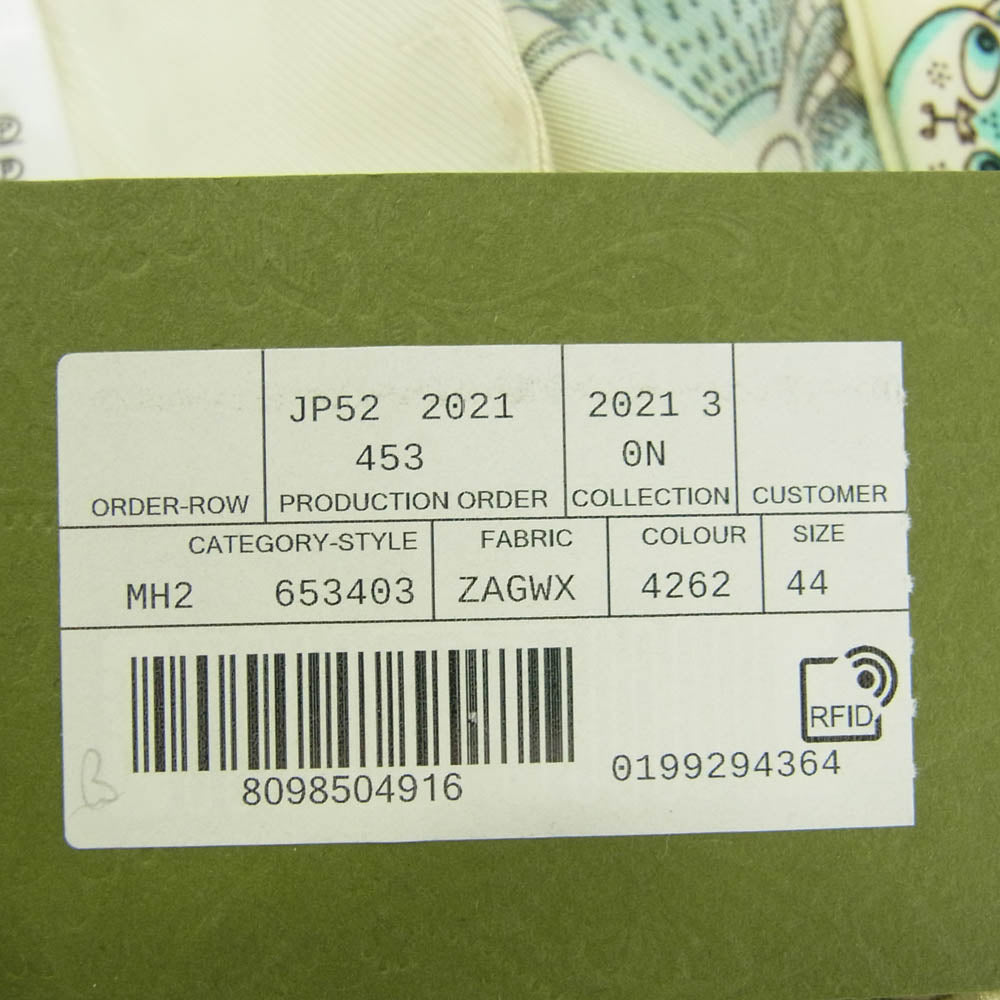 JP52 2021
453
2021 3
0N
ORDER-ROW
PRODUCTION ORDER
COLLECTION
CUSTOMER
CATEGORY-STYLE
FABRIC
COLOUR
SIZE
MH2 653403
ZAGWX
4262
44
RFID
8098504916
0199294364
B